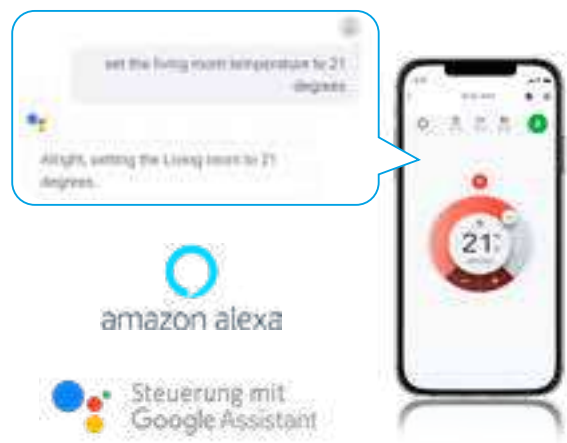 set the living room temperature to 21
degrees
Alright, setting the Living room to 21
degrees.
21
amazon alexa
Steuerung mit
Google Assistant